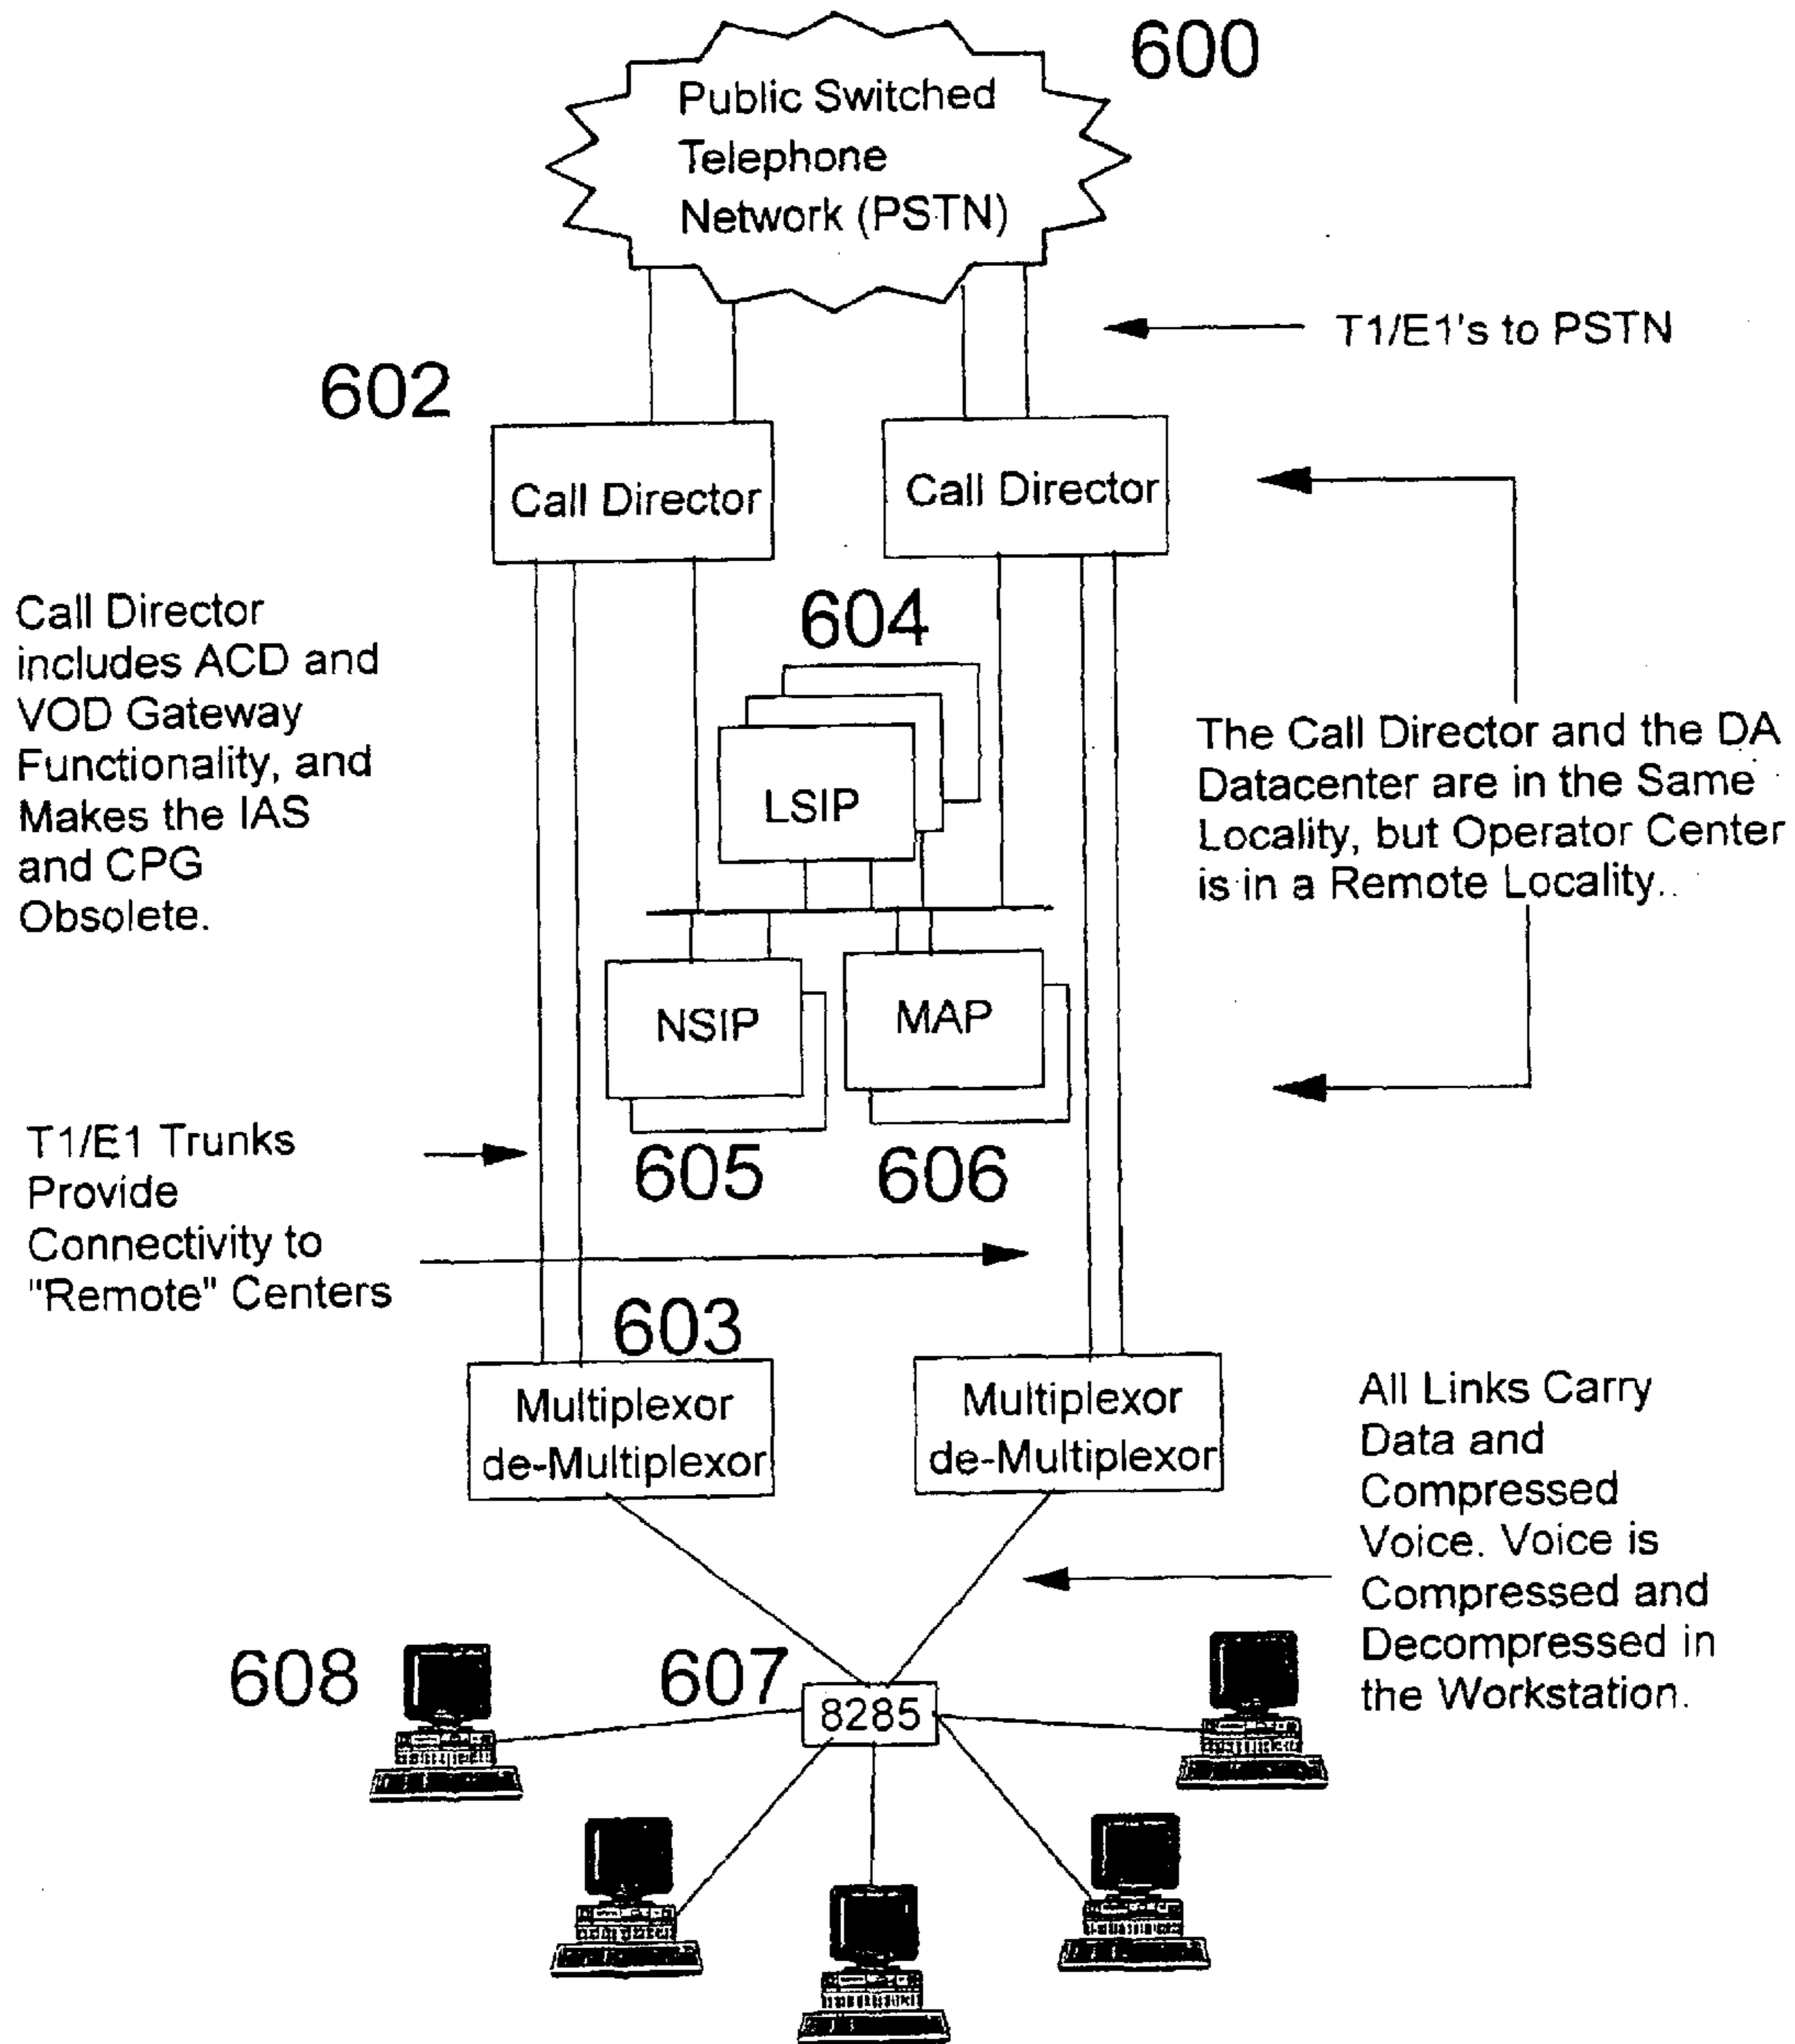 600
Public Switched
Telephone
Network (PSTN)
T1/E1's to PSTN
602
Call Director
Call Director
Call Director
includes ACD and
VOD Gateway
Functionality, and
Makes the IAS
and CPG
Obsolete.
604
LSIP
The Call Director and the DA
Datacenter are in the Same
Locality, but Operator Center
is in a Remote Locality..
NSIP
MAP
605
606
T1/E1 Trunks
Provide
Connectivity to
"Remote" Centers
603
Multiplexor
de-Multiplexor
Multiplexor
de-Multiplexor
All Links Carry
Data and
Compressed
Voice. Voice is
Compressed and
Decompressed in
the Workstation.
608
607
8285